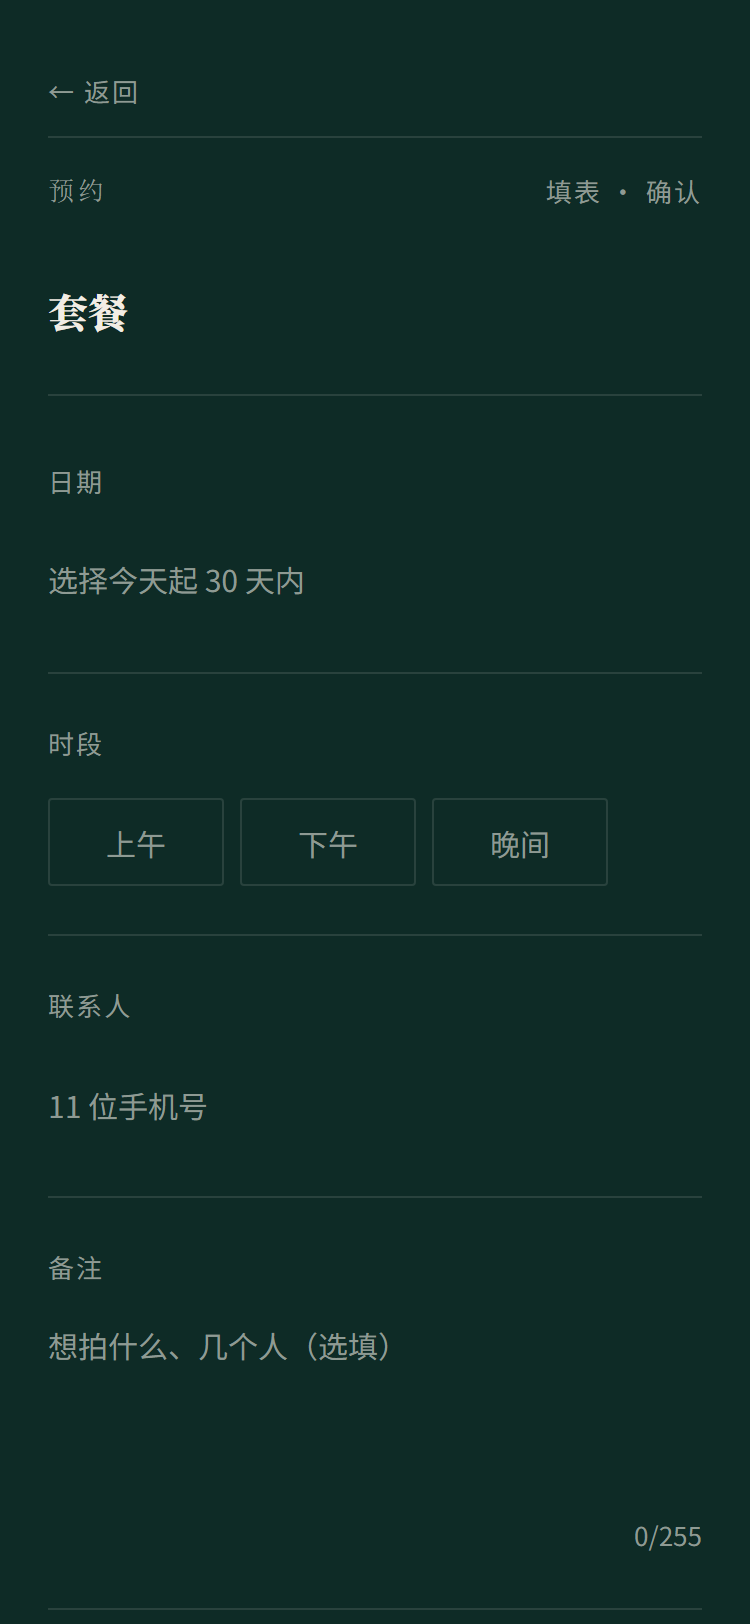 ← 返回
预约
填表 · 确认
套餐
日期
选择今天起 30 天内
时段
上午
下午
晚间
联系人
11 位手机号
备注
想拍什么、几个人（选填）
0/255